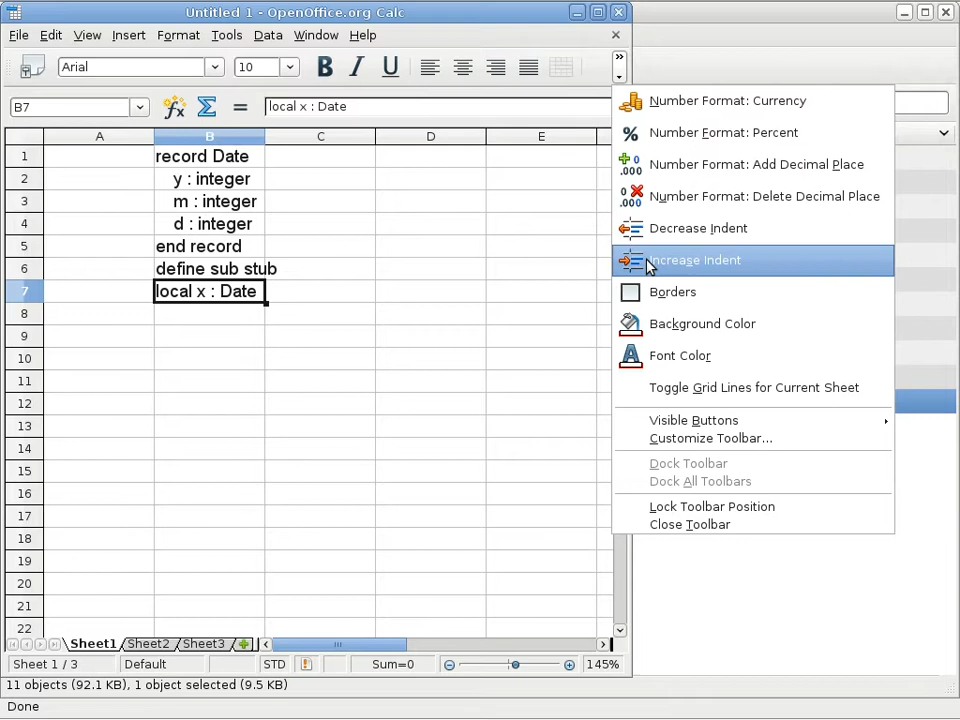 Untitled 1 - OpenOffice.org Calc
File Edit View Insert Format Tools Data Window Help
Arial 10 B I U
B7 = local x : Date
A B C D E
1 record Date
2 y : integer
3 m : integer
4 d : integer
5 end record
6 define sub stub
7 local x : Date
8
9
10
11
12
13
14
15
16
17
18
19
20
21
22
Number Format: Currency
% Number Format: Percent
+0 .000 Number Format: Add Decimal Place
0 .000 Number Format: Delete Decimal Place
Decrease Indent
Increase Indent
Borders
Background Color
A Font Color
Toggle Grid Lines for Current Sheet
Visible Buttons
Customize Toolbar...
Dock Toolbar
Dock All Toolbars
Lock Toolbar Position
Close Toolbar
Sheet1 Sheet2 Sheet3
Sheet 1 / 3 Default STD Sum=0 145%
11 objects (92.1 KB), 1 object selected (9.5 KB)
Done